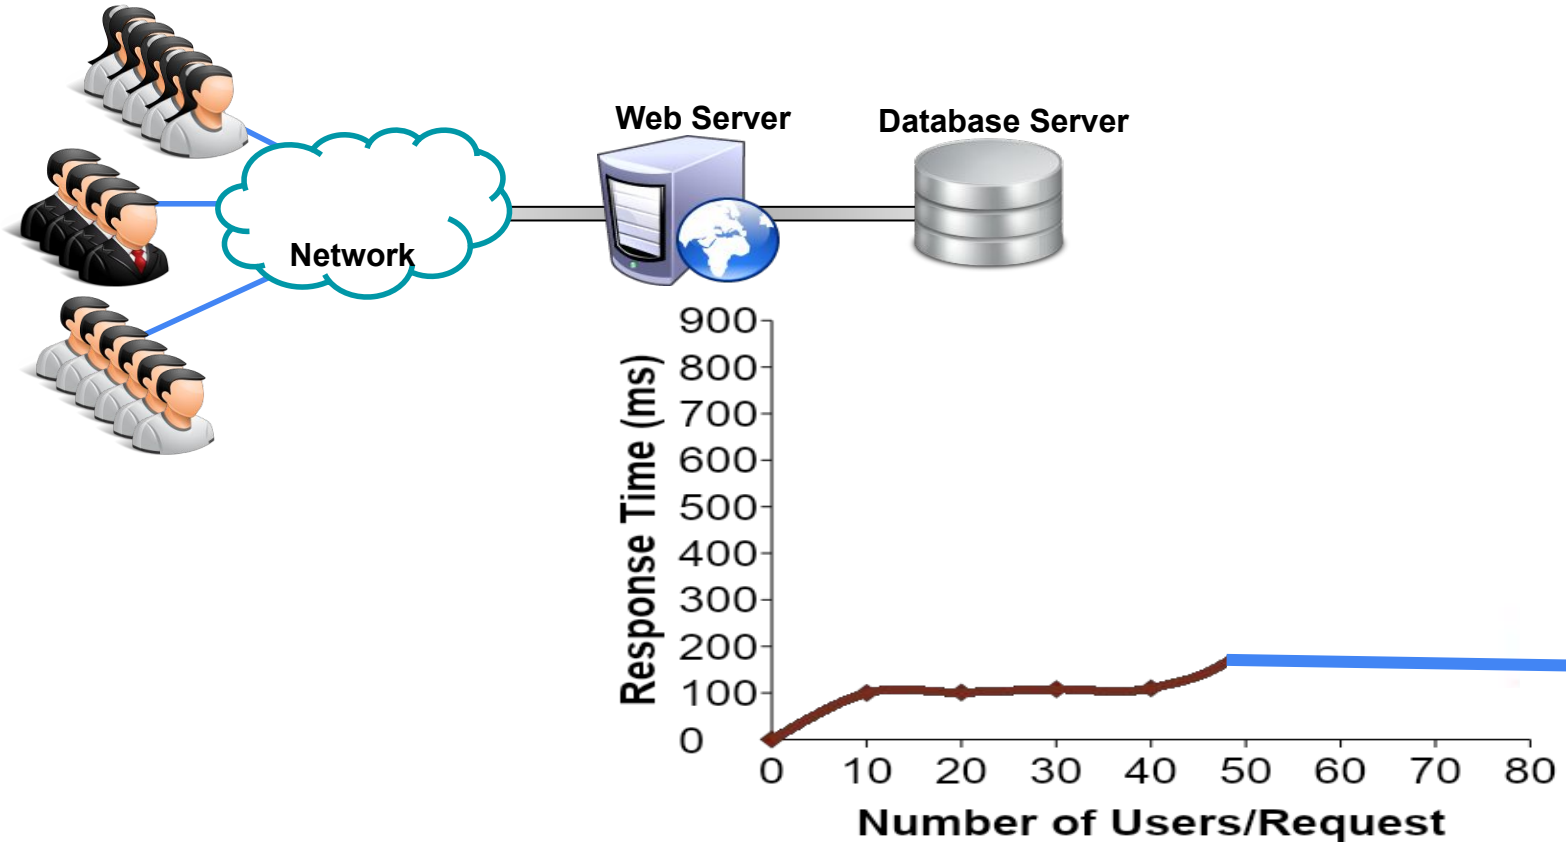 Web Server
Database Server
Network
Response Time (ms)
900
800
700
600
500
400
300
200
100
0
0 10 20 30 40 50 60 70 80
Number of Users/Request